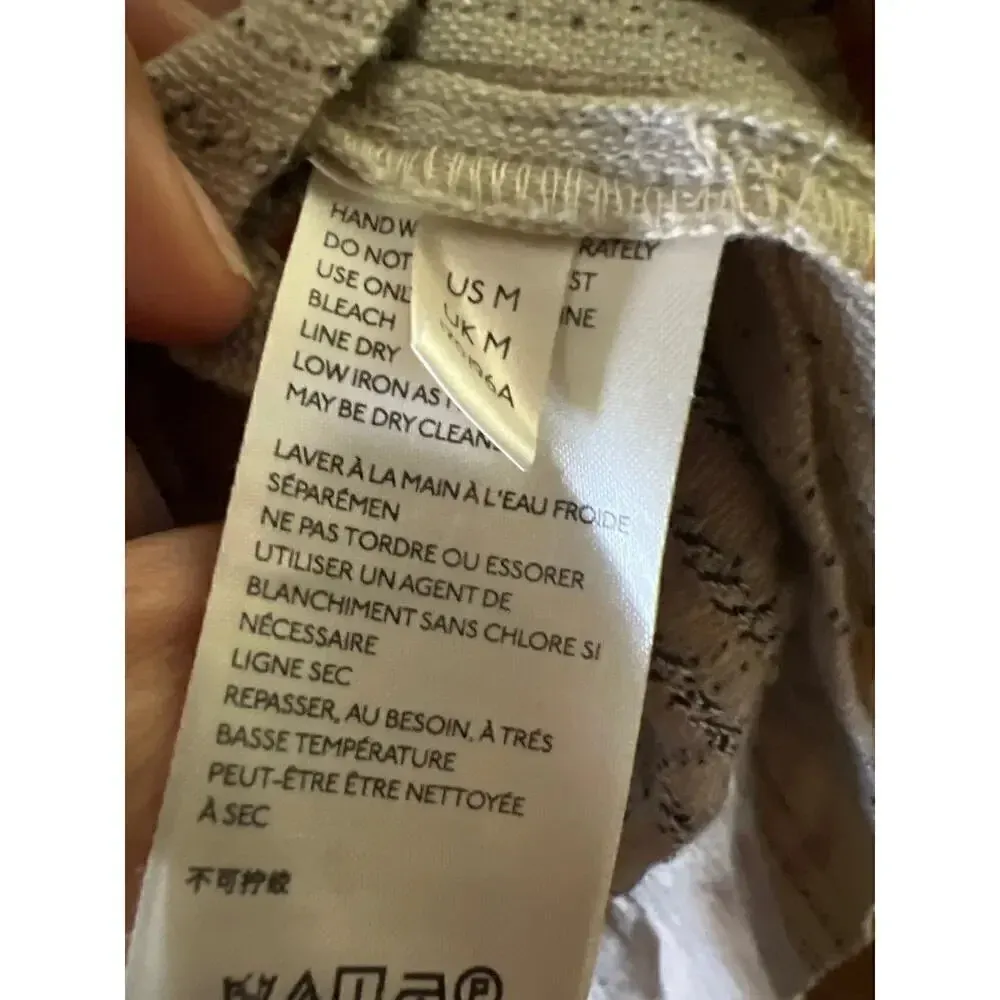 HAND W
RATELY
DO NOT
ST
USE ONL
INE
BLEACH
LINE DRY
LOW IRON AS
MAY BE DRY CLEAN
US M
UK M
LAVER À LA MAIN À L'EAU FROIDE
SÉPARÉMEN
NE PAS TORDRE OU ESSORER
UTILISER UN AGENT DE
BLANCHIMENT SANS CHLORE SI
NÉCESSAIRE
LIGNE SEC
REPASSER, AU BESOIN, À TRÉS
BASSE TEMPÉRATURE
PEUT-ÊTRE ÊTRE NETTOYÉE
À SEC
不可拧绞
P